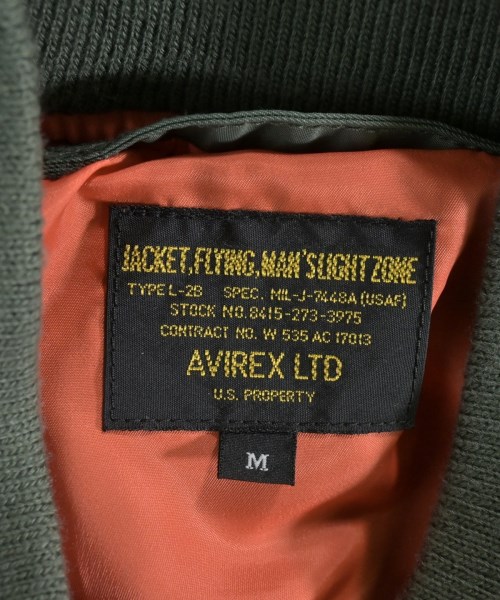 JACKET, FLYING, MAN'S LIGHT ZONE
TYPE L-2B SPEC. MIL-J-7448A (USAF)
STOCK NO. 8415-273-3975
CONTRACT NO. W 535 AC 17013
AVIREX LTD
U.S. PROPERTY
M